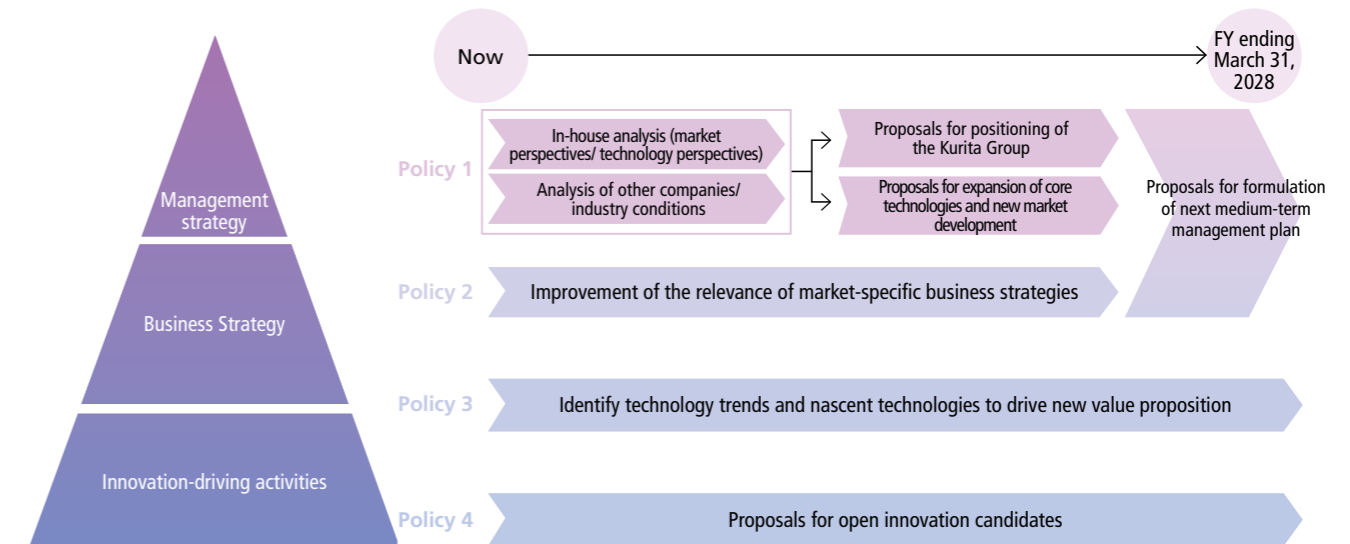 Management
strategy
Business Strategy
Innovation-driving activities
Now
FY ending
March 31,
2028
Policy 1
In-house analysis (market
perspectives/ technology perspectives)
Analysis of other companies/
industry conditions
Proposals for positioning of
the Kurita Group
Proposals for expansion of core
technologies and new market
development
Proposals for formulation
of next medium-term
management plan
Policy 2
Improvement of the relevance of market-specific business strategies
Policy 3
Identify technology trends and nascent technologies to drive new value proposition
Policy 4
Proposals for open innovation candidates